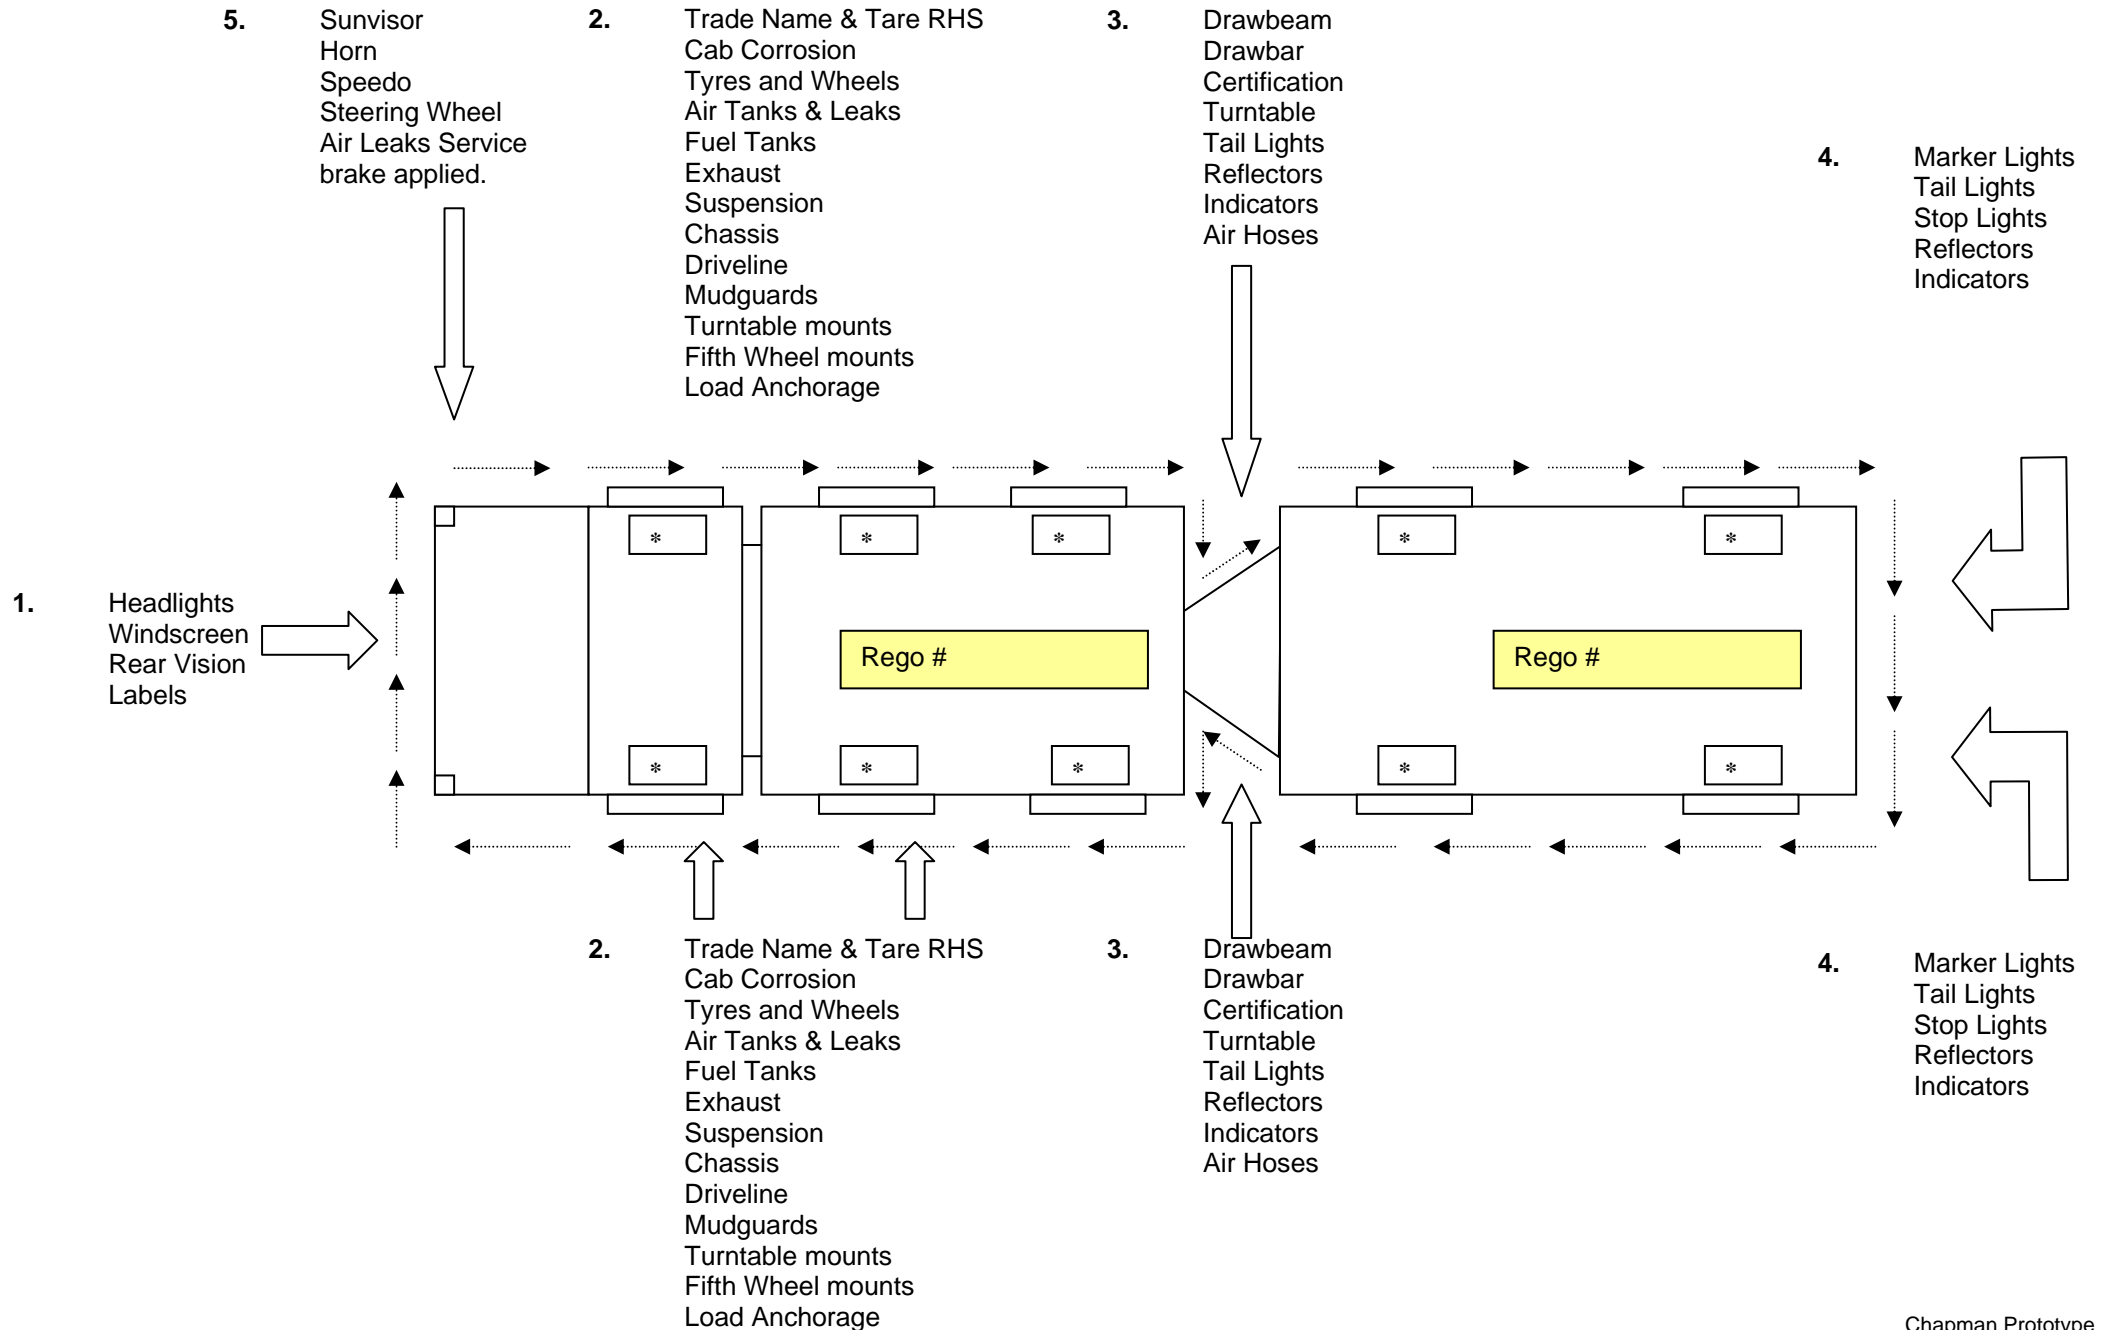 5. Sunvisor
Horn
Speedo
Steering Wheel
Air Leaks Service
brake applied.
2. Trade Name & Tare RHS
Cab Corrosion
Tyres and Wheels
Air Tanks & Leaks
Fuel Tanks
Exhaust
Suspension
Chassis
Driveline
Mudguards
Turntable mounts
Fifth Wheel mounts
Load Anchorage
3. Drawbeam
Drawbar
Certification
Turntable
Tail Lights
Reflectors
Indicators
Air Hoses
4. Marker Lights
Tail Lights
Stop Lights
Reflectors
Indicators
* * * * *
1. Headlights
Windscreen
Rear Vision
Labels
Rego # Rego #
* * * * *
2. Trade Name & Tare RHS
Cab Corrosion
Tyres and Wheels
Air Tanks & Leaks
Fuel Tanks
Exhaust
Suspension
Chassis
Driveline
Mudguards
Turntable mounts
Fifth Wheel mounts
Load Anchorage
3. Drawbeam
Drawbar
Certification
Turntable
Tail Lights
Reflectors
Indicators
Air Hoses
4. Marker Lights
Tail Lights
Stop Lights
Reflectors
Indicators
Chapman Prototype